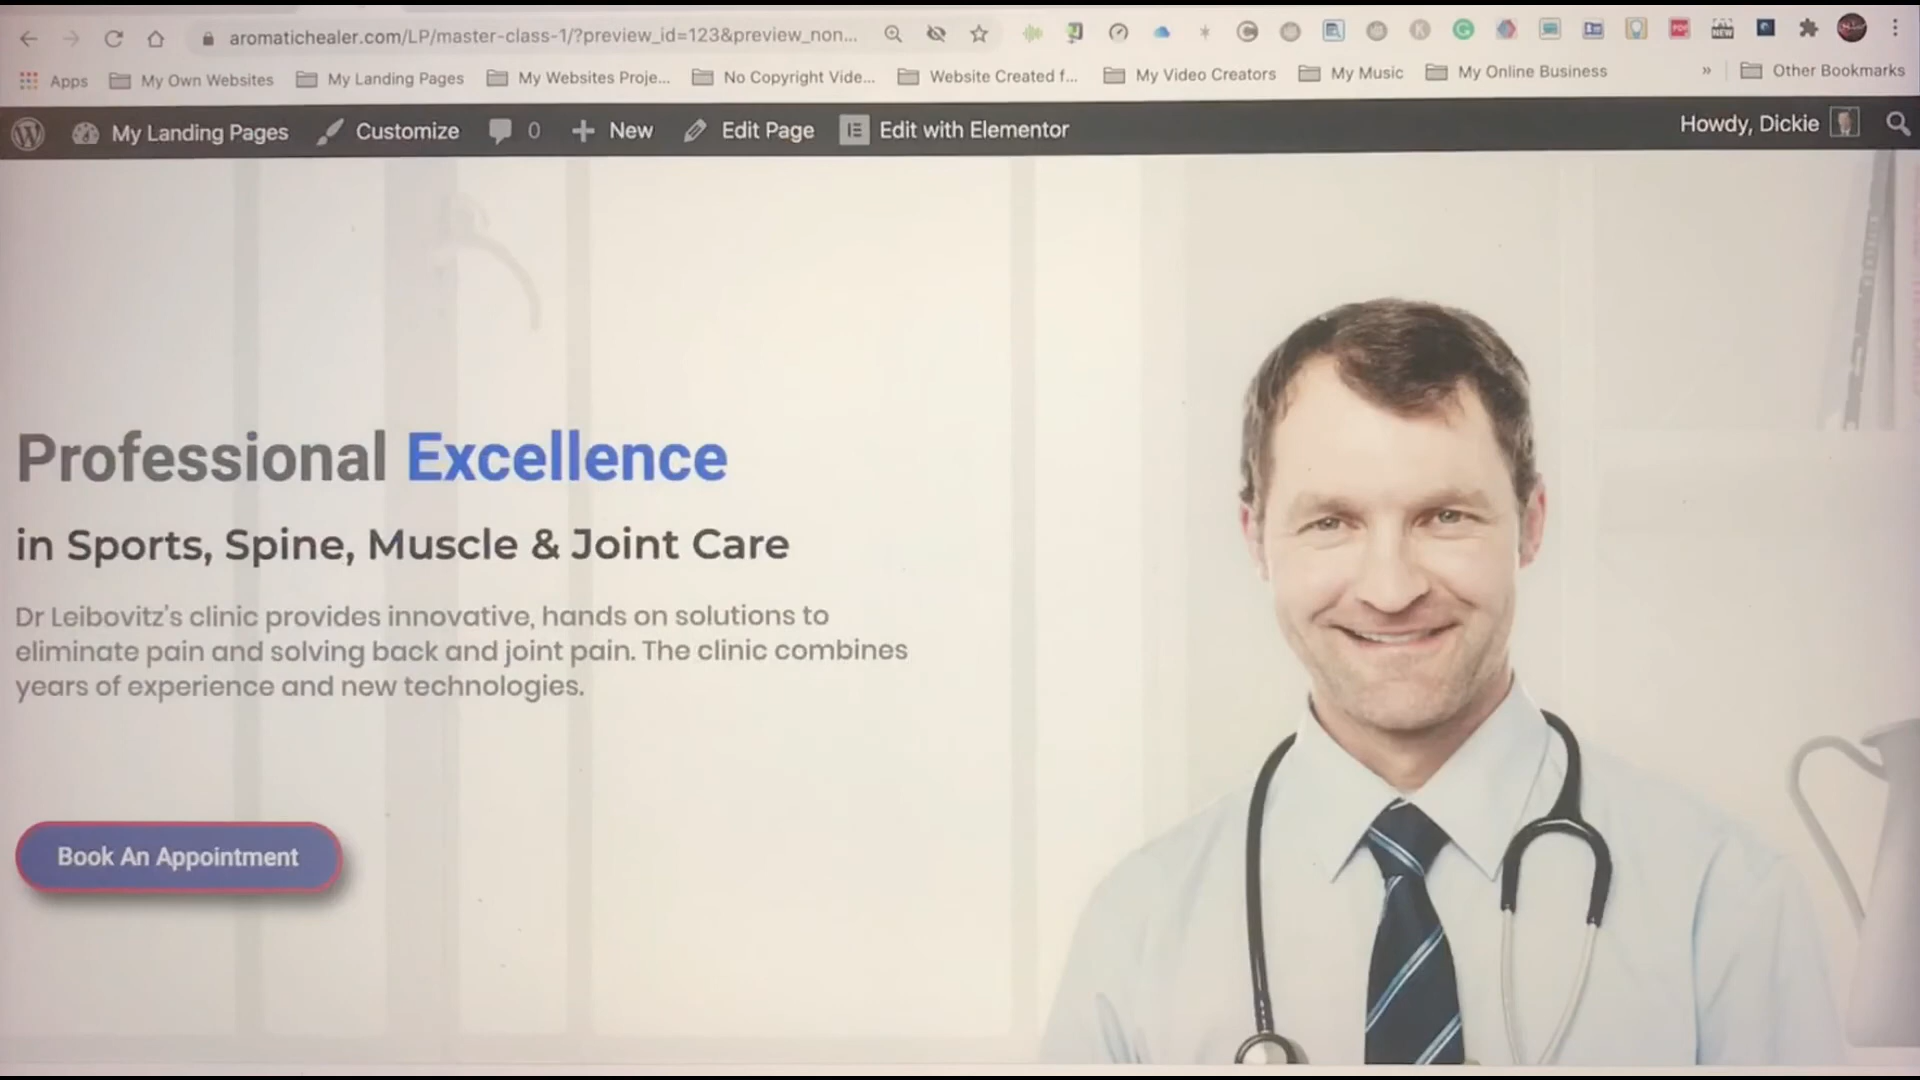 aromatichealer.com/LP/master-class-1/?preview_id=123&preview_non...
Apps My Own Websites My Landing Pages My Websites Proje... No Copyright Vide... Website Created f... My Video Creators My Music My Online Business » Other Bookmarks
My Landing Pages Customize 0 New Edit Page Edit with Elementor Howdy, Dickie
Professional Excellence
in Sports, Spine, Muscle & Joint Care
Dr Leibovitz's clinic provides innovative, hands on solutions to
eliminate pain and solving back and joint pain. The clinic combines
years of experience and new technologies.
Book An Appointment